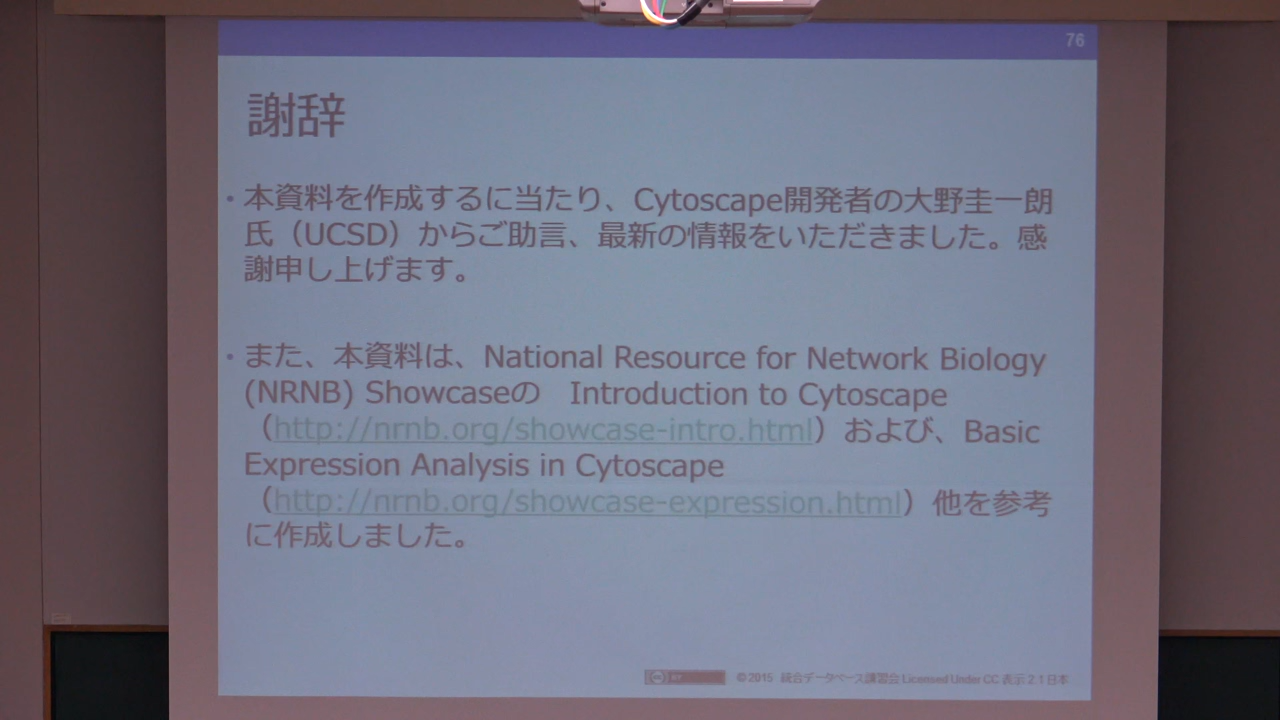 76
謝辞
・本資料を作成するに当たり、Cytoscape開発者の大野圭一朗
氏（UCSD）からご助言、最新の情報をいただきました。感
謝申し上げます。
・また、本資料は、National Resource for Network Biology
(NRNB) Showcaseの　Introduction to Cytoscape
（http://nrnb.org/showcase-intro.html）および、Basic
Expression Analysis in Cytoscape
（http://nrnb.org/showcase-expression.html）他を参考
に作成しました。
cc BY © 2015 統合データベース講習会 Licensed Under CC 表示 2.1 日本